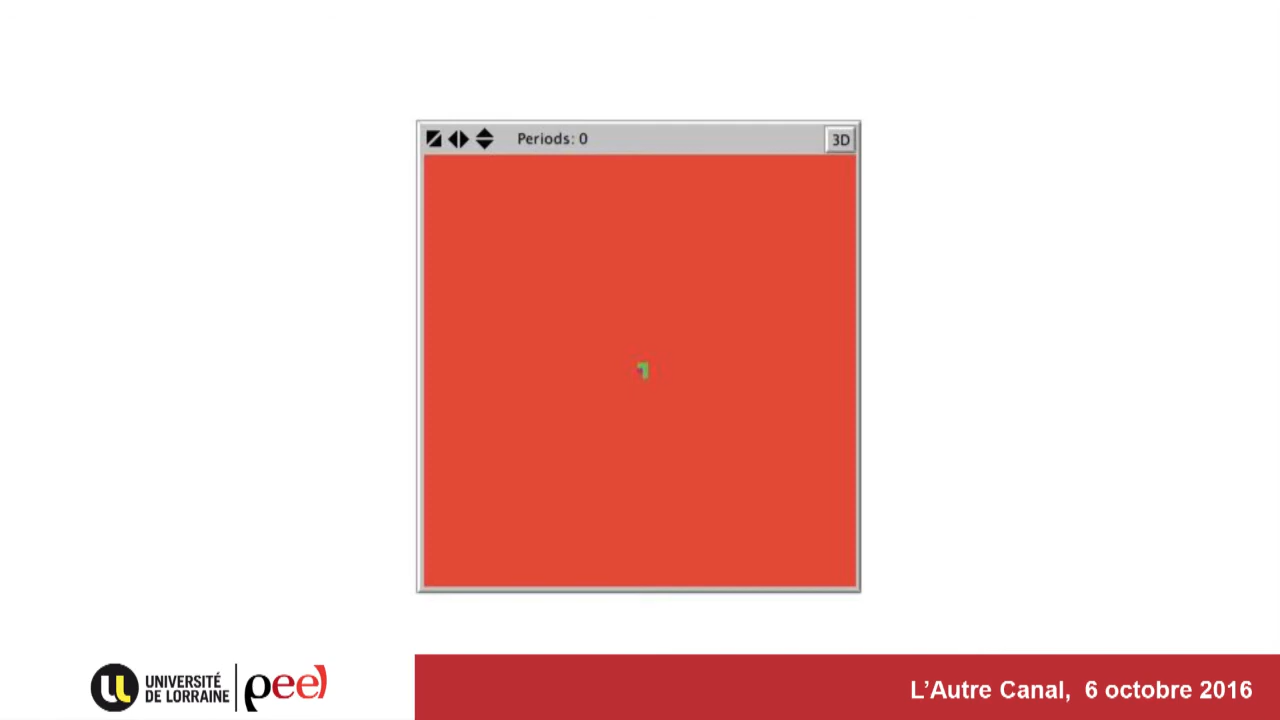 Periods: 0
3D
UNIVERSITÉ
DE LORRAINE
peel
L'Autre Canal, 6 octobre 2016